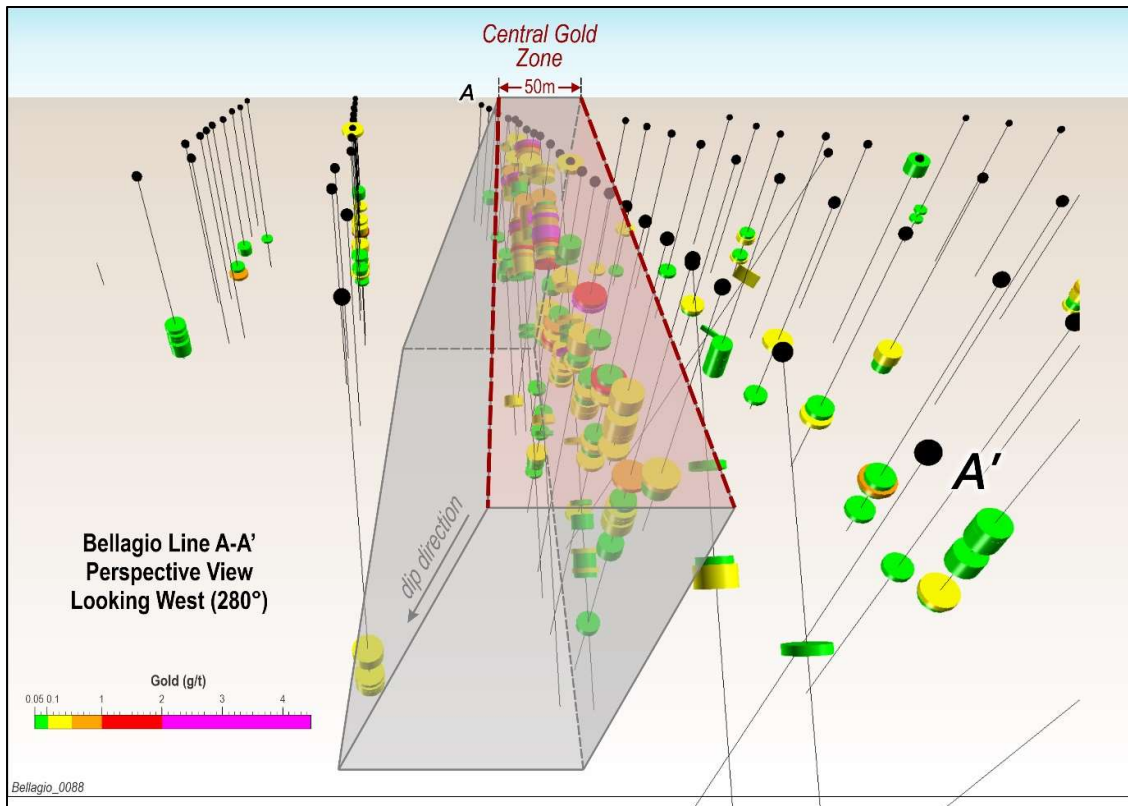 Central Gold
Zone
50m
A
A'
dip direction
Bellagio Line A-A'
Perspective View
Looking West (280°)
Gold (g/t)
0.05 0.1 1 2 3 4
Bellagio_0088